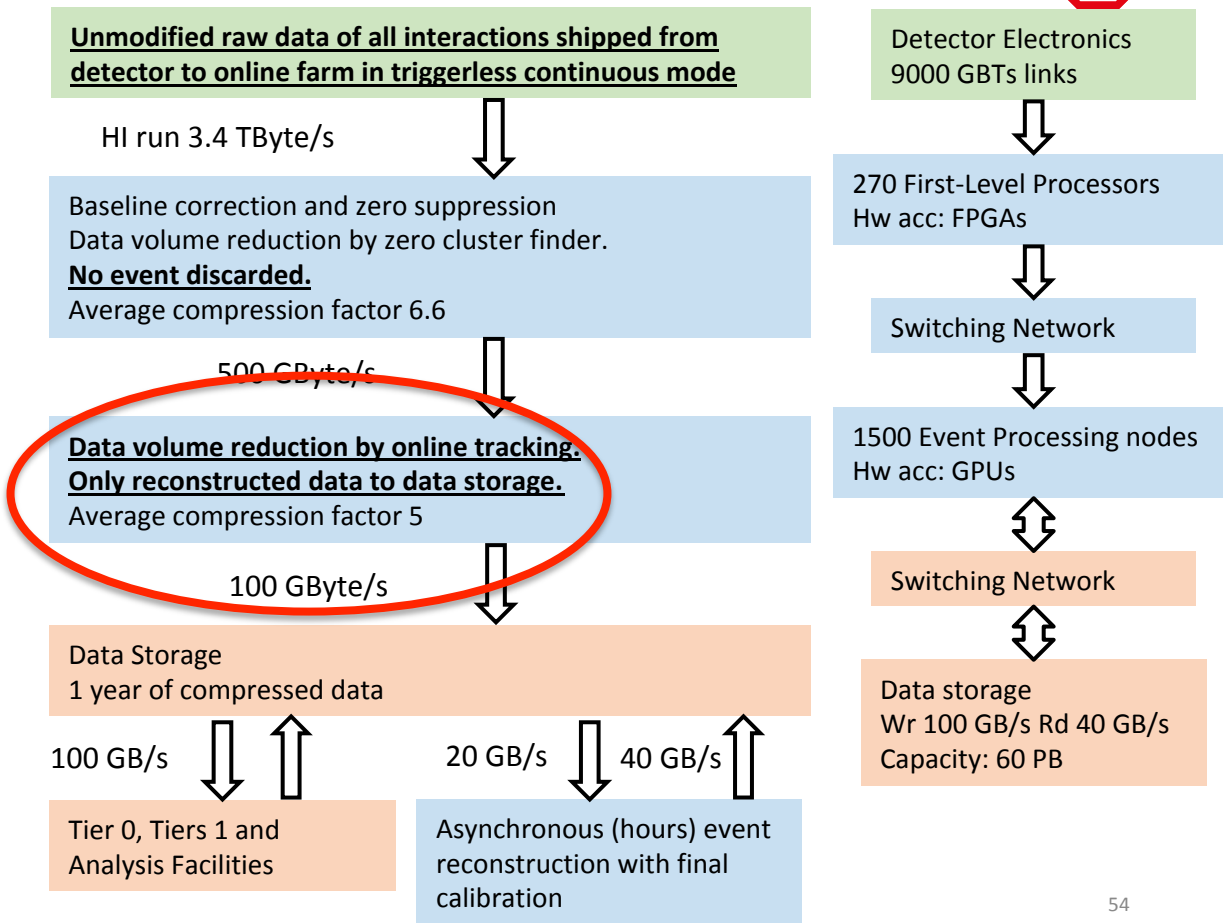 Unmodified raw data of all interactions shipped from
detector to online farm in triggerless continuous mode
HI run 3.4 TByte/s
Baseline correction and zero suppression
Data volume reduction by zero cluster finder.
No event discarded.
Average compression factor 6.6
500 GByte/s
Data volume reduction by online tracking.
Only reconstructed data to data storage.
Average compression factor 5
100 GByte/s
Data Storage
1 year of compressed data
100 GB/s
20 GB/s
40 GB/s
Tier 0, Tiers 1 and
Analysis Facilities
Asynchronous (hours) event
reconstruction with final
calibration
Detector Electronics
9000 GBTs links
270 First-Level Processors
Hw acc: FPGAs
Switching Network
1500 Event Processing nodes
Hw acc: GPUs
Switching Network
Data storage
Wr 100 GB/s Rd 40 GB/s
Capacity: 60 PB
54